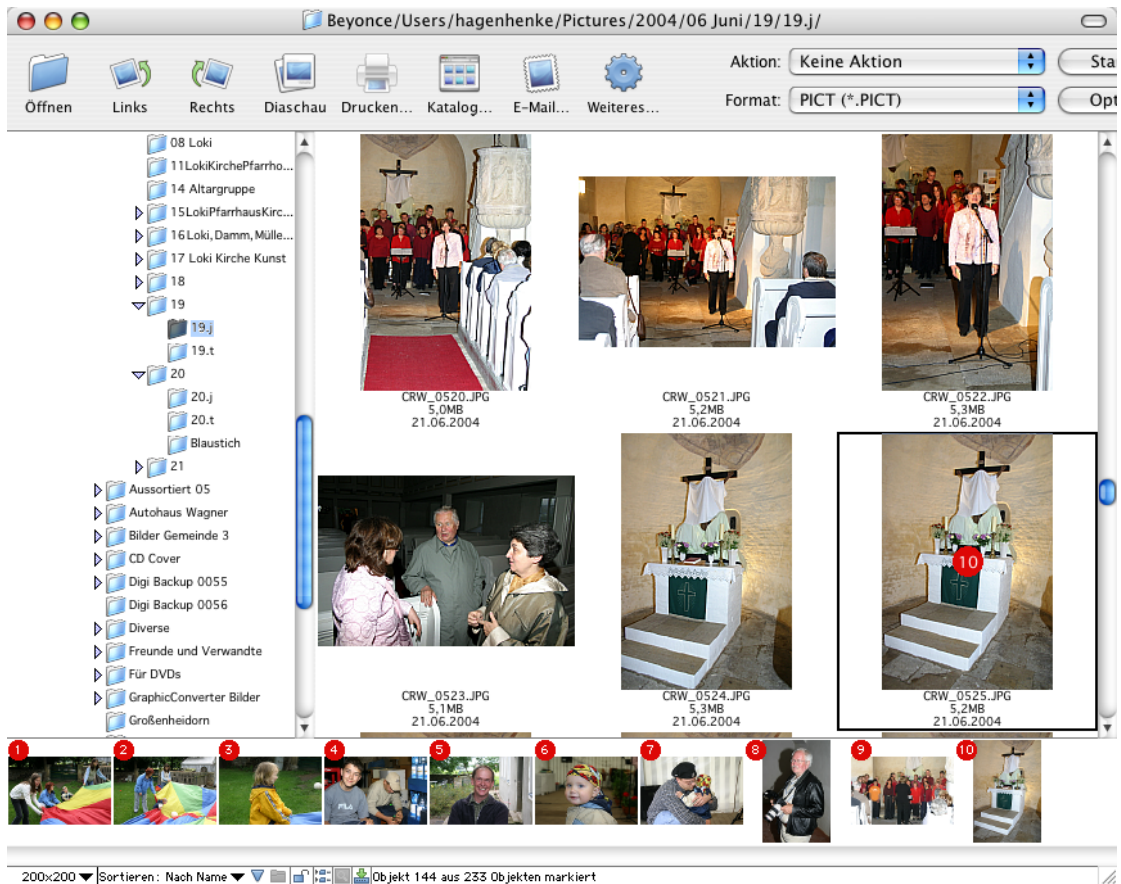 Beyonce/Users/hagenhenke/Pictures/2004/06 Juni/19/19.j/
Öffnen
Links
Rechts
Diaschau
Drucken...
Katalog...
E-Mail...
Weiteres...
Aktion:
Keine Aktion
Sta
Format:
PICT (*.PICT)
Opt
08 Loki
11LokiKirchePfarrho...
14 Altargruppe
15LokiPfarrhausKirc...
16 Loki,Damm,Mülle...
17 Loki Kirche Kunst
18
19
19.j
19.t
20
20.j
20.t
Blaustich
21
Aussortiert 05
Autohaus Wagner
Bilder Gemeinde 3
CD Cover
Digi Backup 0055
Digi Backup 0056
Diverse
Freunde und Verwandte
Für DVDs
GraphicConverter Bilder
Großenheidorn
CRW_0520.JPG
5,0MB
21.06.2004
CRW_0521.JPG
5,2MB
21.06.2004
CRW_0522.JPG
5,3MB
21.06.2004
CRW_0523.JPG
5,1MB
21.06.2004
CRW_0524.JPG
5,3MB
21.06.2004
10
CRW_0525.JPG
5,2MB
21.06.2004
1
2
3
4
FILA
5
6
7
8
9
10
200x200
Sortieren: Nach Name
Objekt 144 aus 233 Objekten markiert